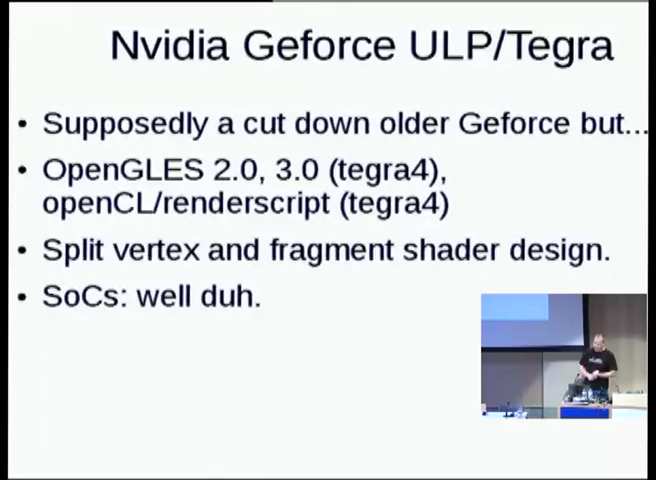 Nvidia Geforce ULP/Tegra
• Supposedly a cut down older Geforce but...
• OpenGLES 2.0, 3.0 (tegra4),
openCL/renderscript (tegra4)
• Split vertex and fragment shader design.
• SoCs: well duh.